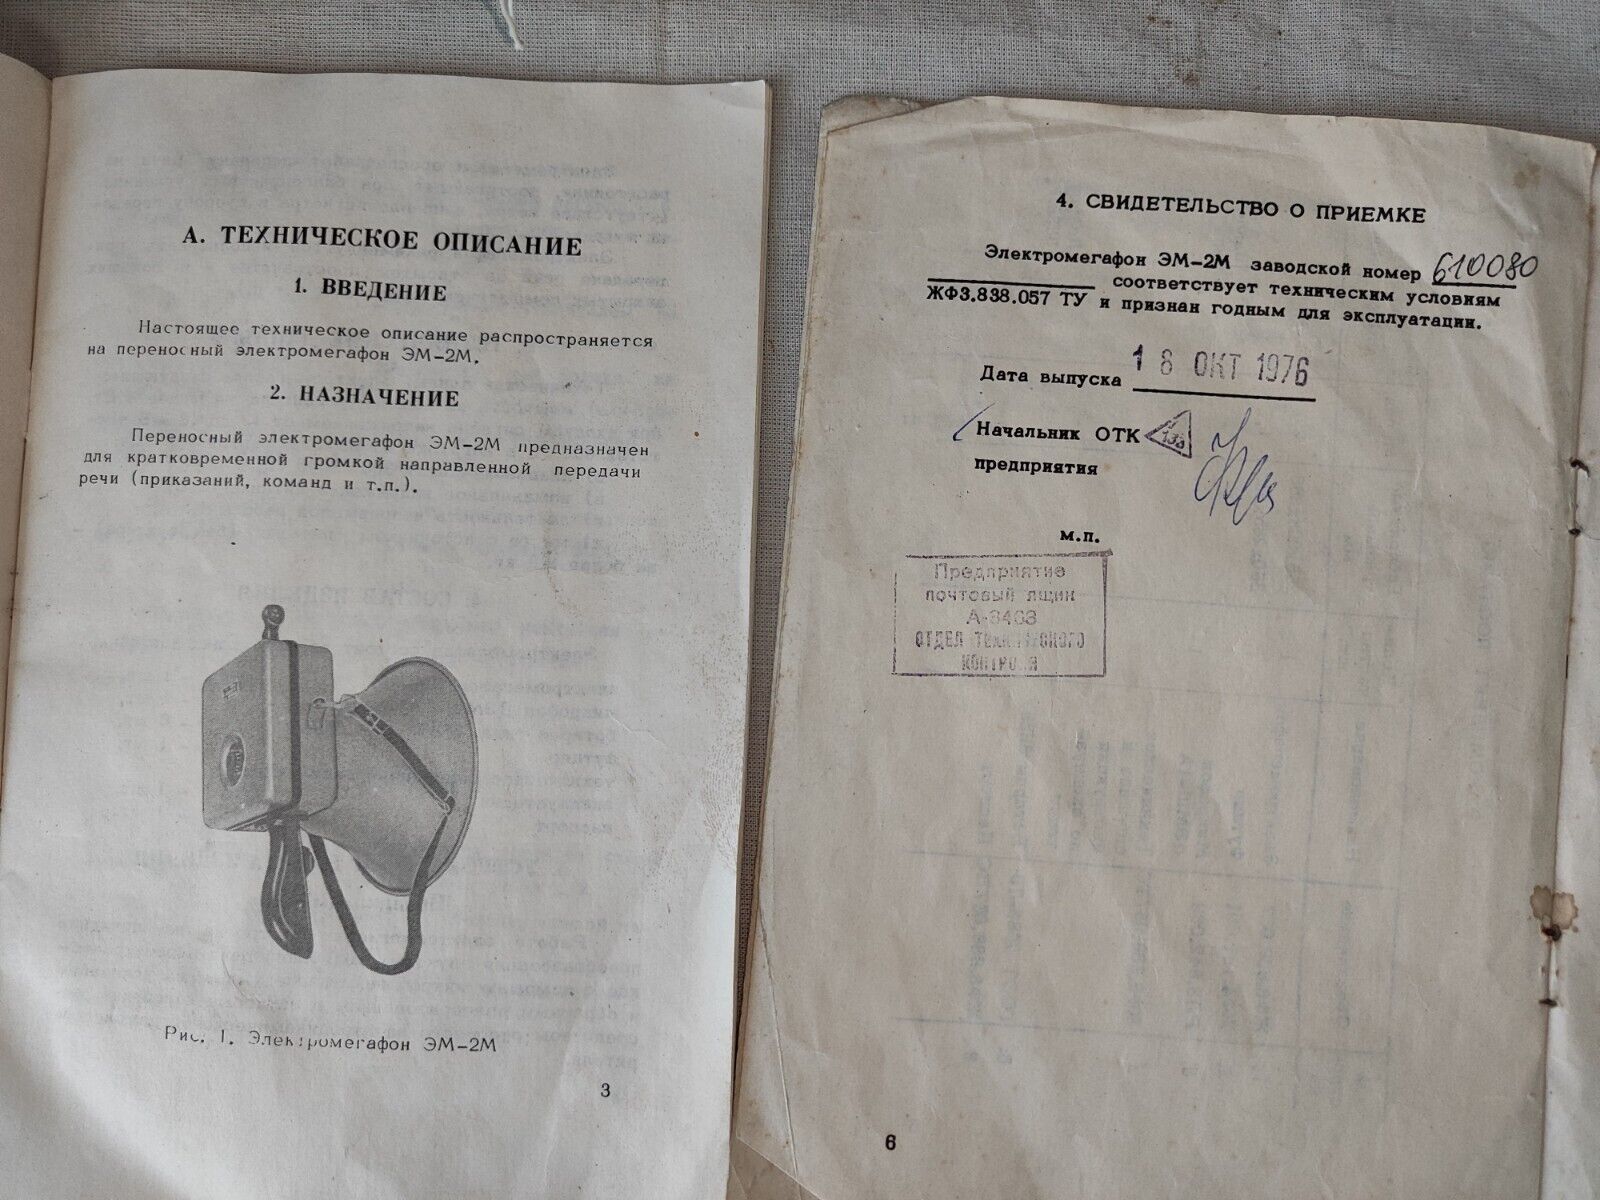 А. ТЕХНИЧЕСКОЕ ОПИСАНИЕ
1. ВВЕДЕНИЕ
Настоящее техническое описание распространяется
на переносный электромегафон ЭМ-2М.
2. НАЗНАЧЕНИЕ
Переносный электромегафон ЭМ-2М предназначен
для кратковременной громкой направленной передачи
речи (приказаний, команд и т.п.).
Рис. 1. Электромегафон ЭМ-2М
3
4. СВИДЕТЕЛЬСТВО О ПРИЕМКЕ
Электромегафон ЭМ-2М заводской номер 610080
соответствует техническим условиям
ЖФ3.838.057 ТУ и признан годным для эксплуатации.
Дата выпуска 18 ОКТ 1976
Начальник ОТК
предприятия
м.п.
Предприятие
почтовый ящик
А-3403
ОТДЕЛ ТЕХНИЧЕСКОГО
КОНТРОЛЯ
6